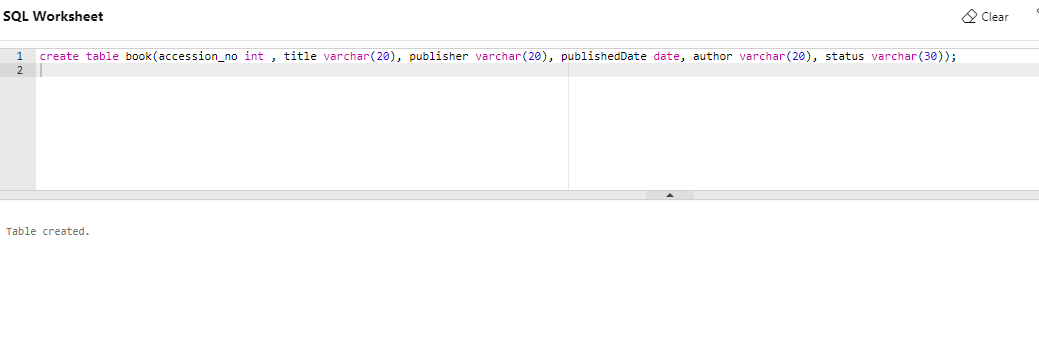 SQL Worksheet
Clear
1 create table book(accession_no int , title varchar(20), publisher varchar(20), publishedDate date, author varchar(20), status varchar(30));
2
Table created.